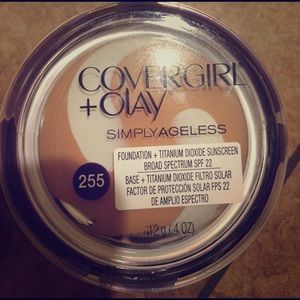 COVERGIRL
+OLAY
SIMPLYAGELESS
255
FOUNDATION + TITANIUM DIOXIDE SUNSCREEN
BROAD SPECTRUM SPF 22
BASE + TITANIUM DIOXIDE FILTRO SOLAR
FACTOR DE PROTECCIÓN SOLAR FPS 22
DE AMPLIO ESPECTRO
12 g (.4 OZ)